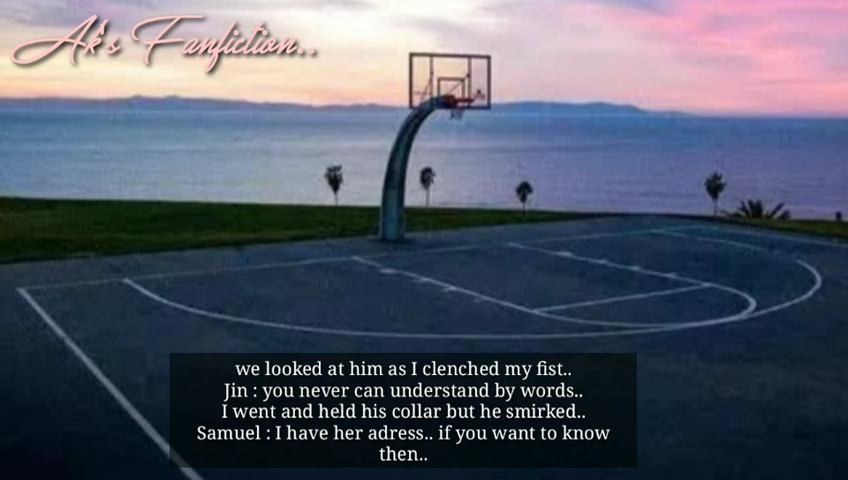 Ak's Fanfiction..
we looked at him as I clenched my fist..
Jin : you never can understand by words..
I went and held his collar but he smirked..
Samuel : I have her adress.. if you want to know
then..